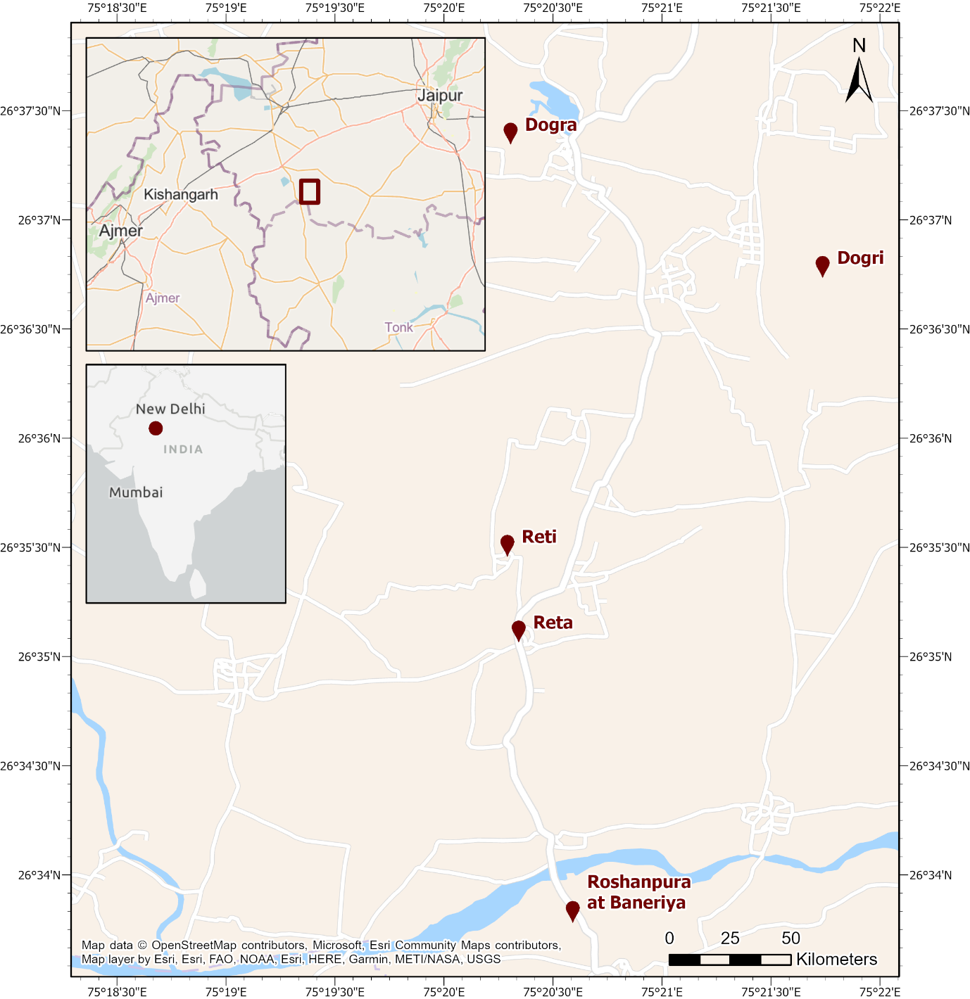 75°18'30"E 75°19'E 75°19'30"E 75°20'E 75°20'30"E 75°21'E 75°21'30"E 75°22'E
N
Jaipur
26°37'30"N 26°37'30"N
Dogra
Kishangarh
26°37'N 26°37'N
Ajmer
Dogri
Ajmer
Tonk
26°36'30"N 26°36'30"N
New Delhi
INDIA
26°36'N 26°36'N
Mumbai
Reti
26°35'30"N 26°35'30"N
Reta
26°35'N 26°35'N
26°34'30"N 26°34'30"N
26°34'N 26°34'N
Roshanpura
at Baneriya
0 25 50
Kilometers
Map data © OpenStreetMap contributors, Microsoft, Esri Community Maps contributors,
Map layer by Esri, Esri, FAO, NOAA, Esri, HERE, Garmin, METI/NASA, USGS
75°18'30"E 75°19'E 75°19'30"E 75°20'E 75°20'30"E 75°21'E 75°21'30"E 75°22'E